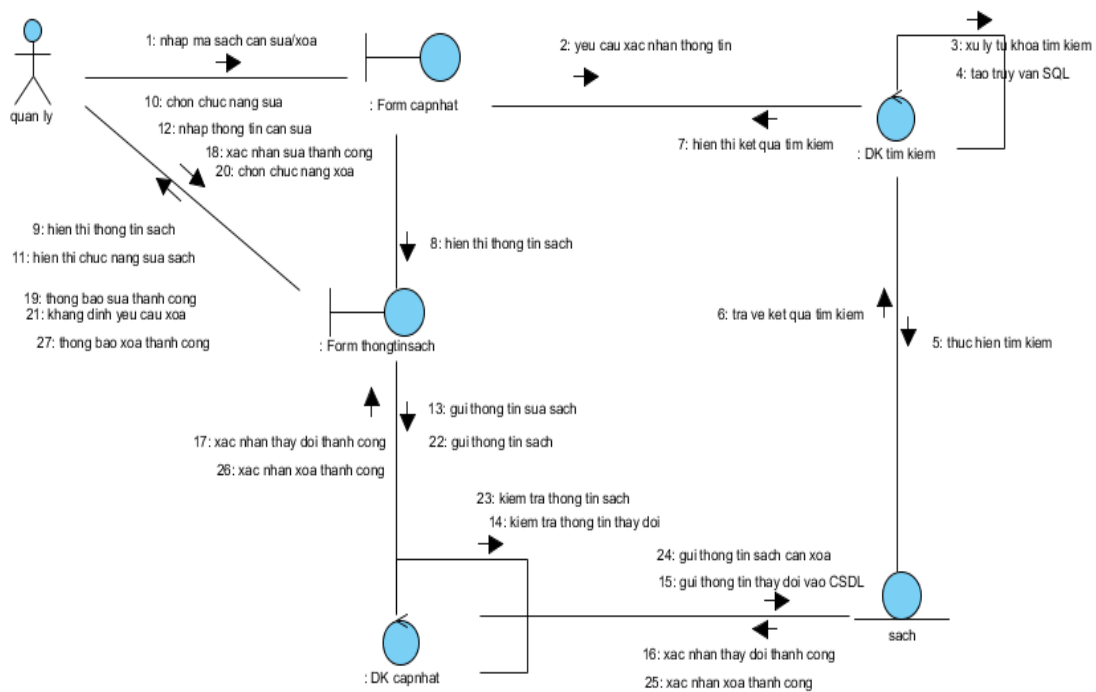 1: nhap ma sach can sua/xoa
2: yeu cau xac nhan thong tin
3: xu ly tu khoa tim kiem
4: tao truy van SQL
quan ly
: Form capnhat
10: chon chuc nang sua
12: nhap thong tin can sua
18: xac nhan sua thanh cong
20: chon chuc nang xoa
7: hien thi ket qua tim kiem
: DK tim kiem
9: hien thi thong tin sach
11: hien thi chuc nang sua sach
19: thong bao sua thanh cong
21: khang dinh yeu cau xoa
27: thong bao xoa thanh cong
8: hien thi thong tin sach
: Form thongtinsach
6: tra ve ket qua tim kiem
5: thuc hien tim kiem
13: gui thong tin sua sach
22: gui thong tin sach
17: xac nhan thay doi thanh cong
26: xac nhan xoa thanh cong
23: kiem tra thong tin sach
14: kiem tra thong tin thay doi
24: gui thong tin sach can xoa
15: gui thong tin thay doi vao CSDL
sach
16: xac nhan thay doi thanh cong
25: xac nhan xoa thanh cong
: DK capnhat